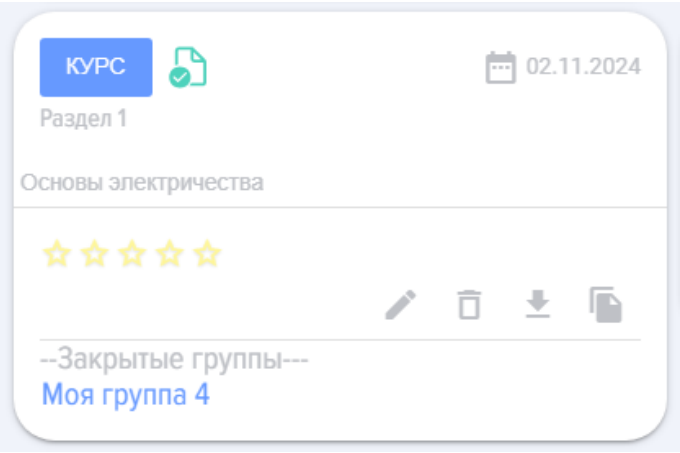 КУРС 02.11.2024
Раздел 1
Основы электричества
--Закрытые группы---
Моя группа 4